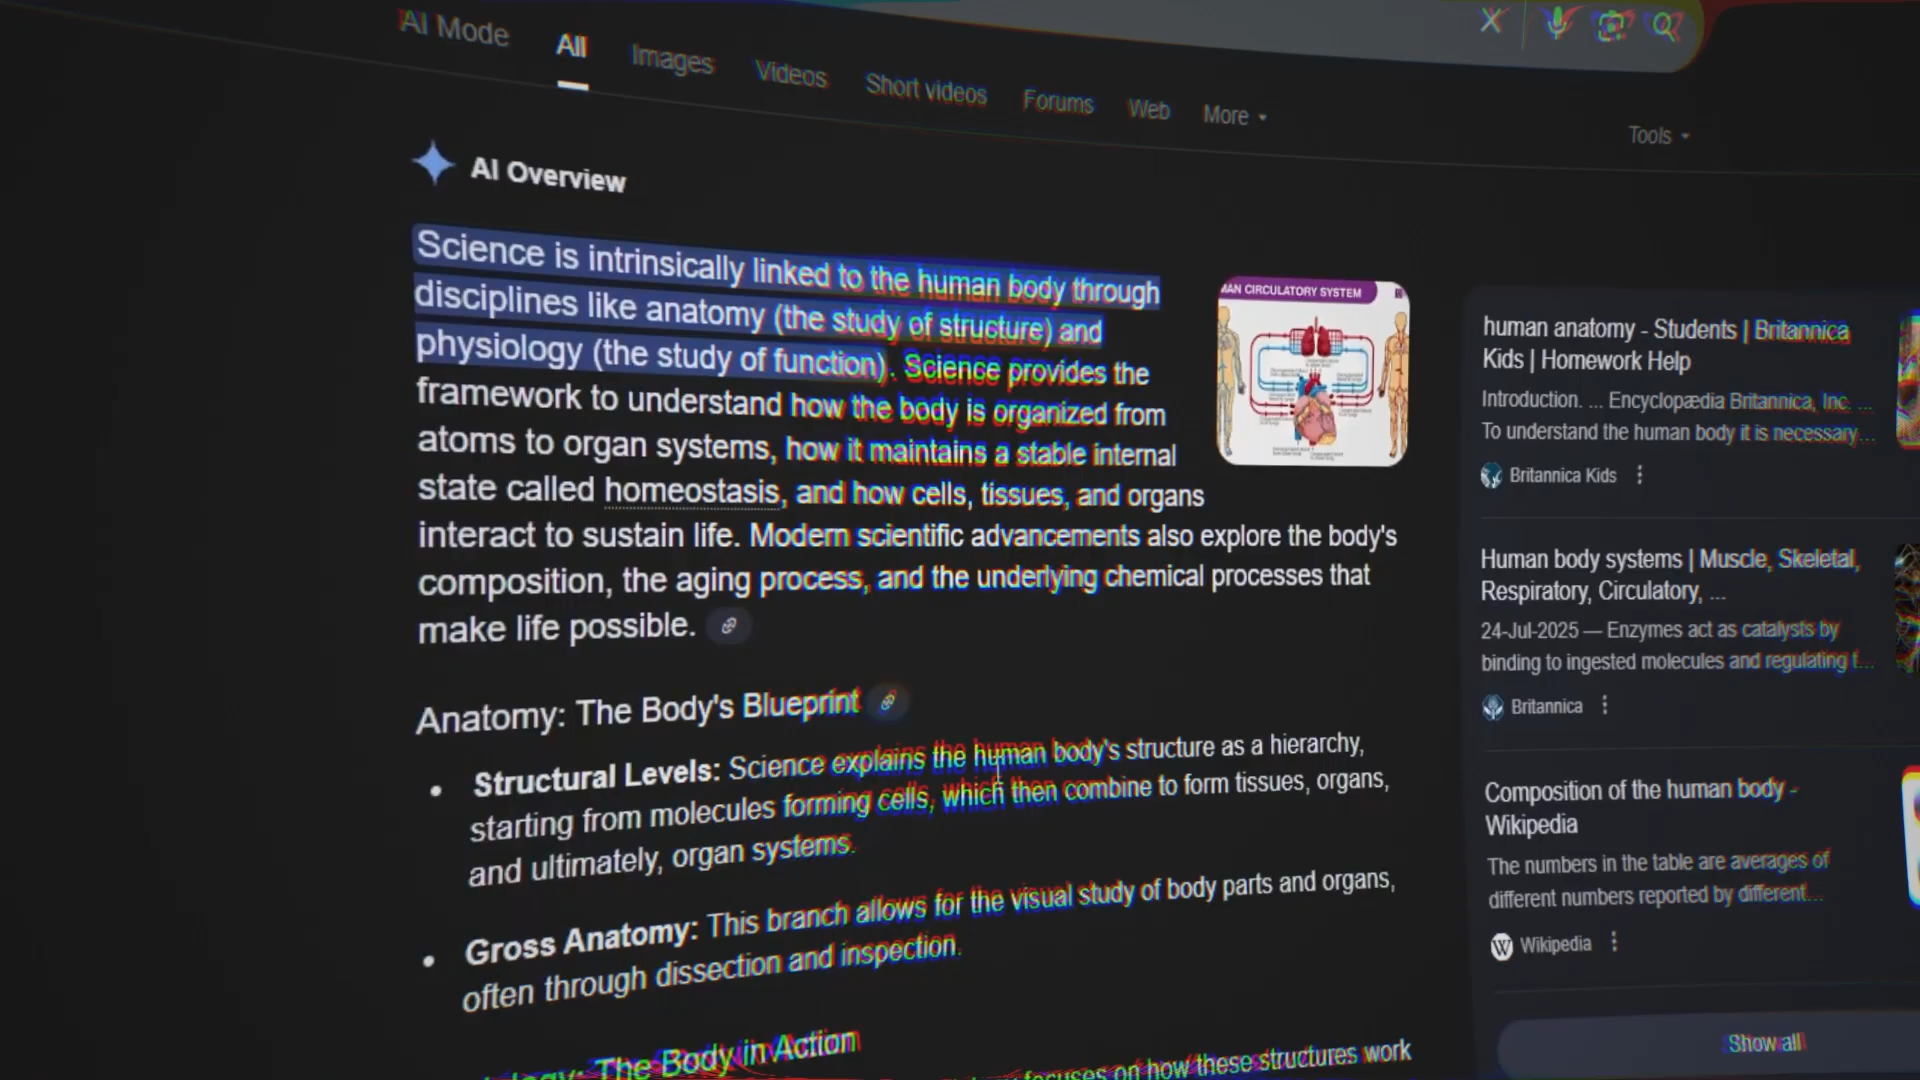 AI Mode
All
Images
Videos
Short videos
Forums
Web
More
Tools
AI Overview
Science is intrinsically linked to the human body through
disciplines like anatomy (the study of structure) and
physiology (the study of function). Science provides the
framework to understand how the body is organized from
atoms to organ systems, how it maintains a stable internal
state called homeostasis, and how cells, tissues, and organs
interact to sustain life. Modern scientific advancements also explore the body's
composition, the aging process, and the underlying chemical processes that
make life possible.
MAN CIRCULATORY SYSTEM
Anatomy: The Body's Blueprint
• Structural Levels: Science explains the human body's structure as a hierarchy,
starting from molecules forming cells, which then combine to form tissues, organs,
and ultimately, organ systems.
• Gross Anatomy: This branch allows for the visual study of body parts and organs,
often through dissection and inspection.
The Body in Action
focuses on how these structures work
human anatomy - Students | Britannica
Kids | Homework Help
Introduction. ... Encyclopædia Britannica, Inc. ...
To understand the human body it is necessary...
Britannica Kids
Human body systems | Muscle, Skeletal,
Respiratory, Circulatory, ...
24-Jul-2025 — Enzymes act as catalysts by
binding to ingested molecules and regulating t...
Britannica
Composition of the human body -
Wikipedia
The numbers in the table are averages of
different numbers reported by different...
W Wikipedia
Show all